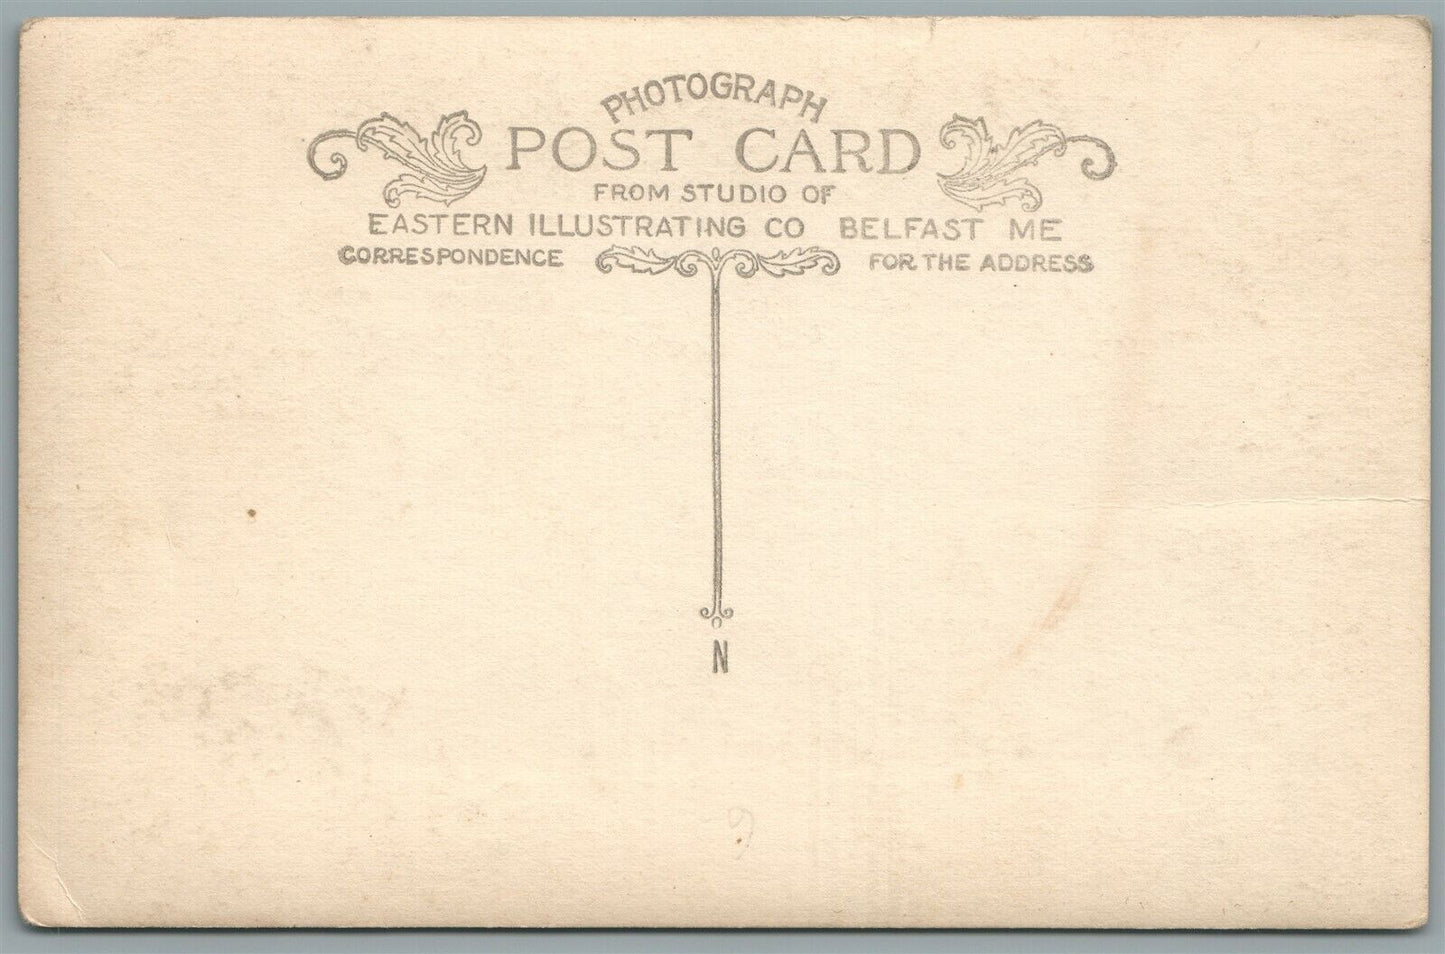 PHOTOGRAPH
POST CARD
FROM STUDIO OF
EASTERN ILLUSTRATING CO BELFAST ME
CORRESPONDENCE FOR THE ADDRESS
N